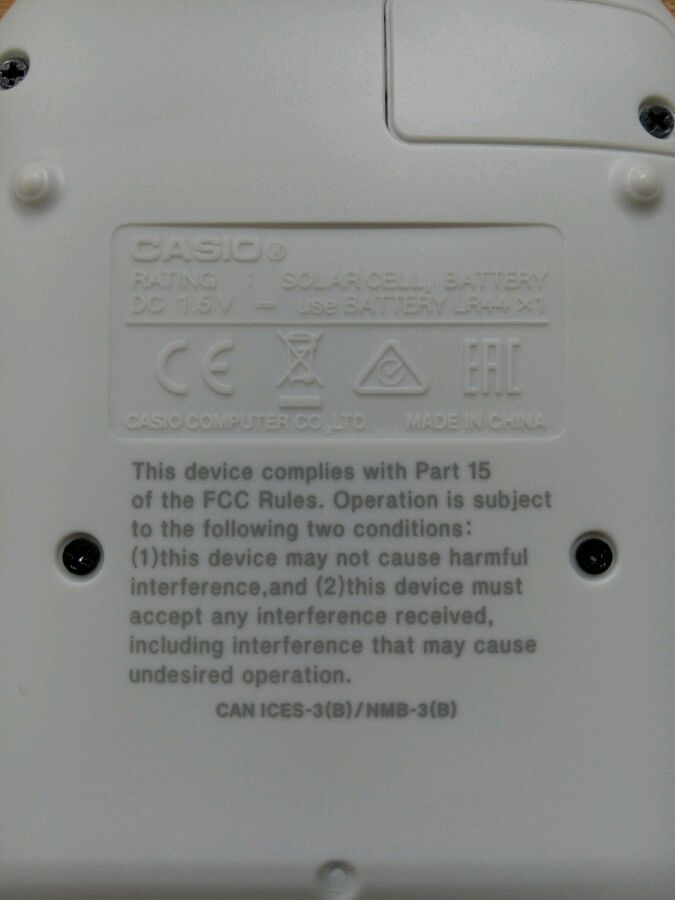 CASIO®
RATING : SOLAR CELL, BATTERY
DC 1.5V ⎓ use BATTERY LR44 ×1
CE EAC
CASIO COMPUTER CO.,LTD. MADE IN CHINA
This device complies with Part 15
of the FCC Rules. Operation is subject
to the following two conditions:
(1)this device may not cause harmful
interference,and (2)this device must
accept any interference received,
including interference that may cause
undesired operation.
CAN ICES-3(B)/NMB-3(B)